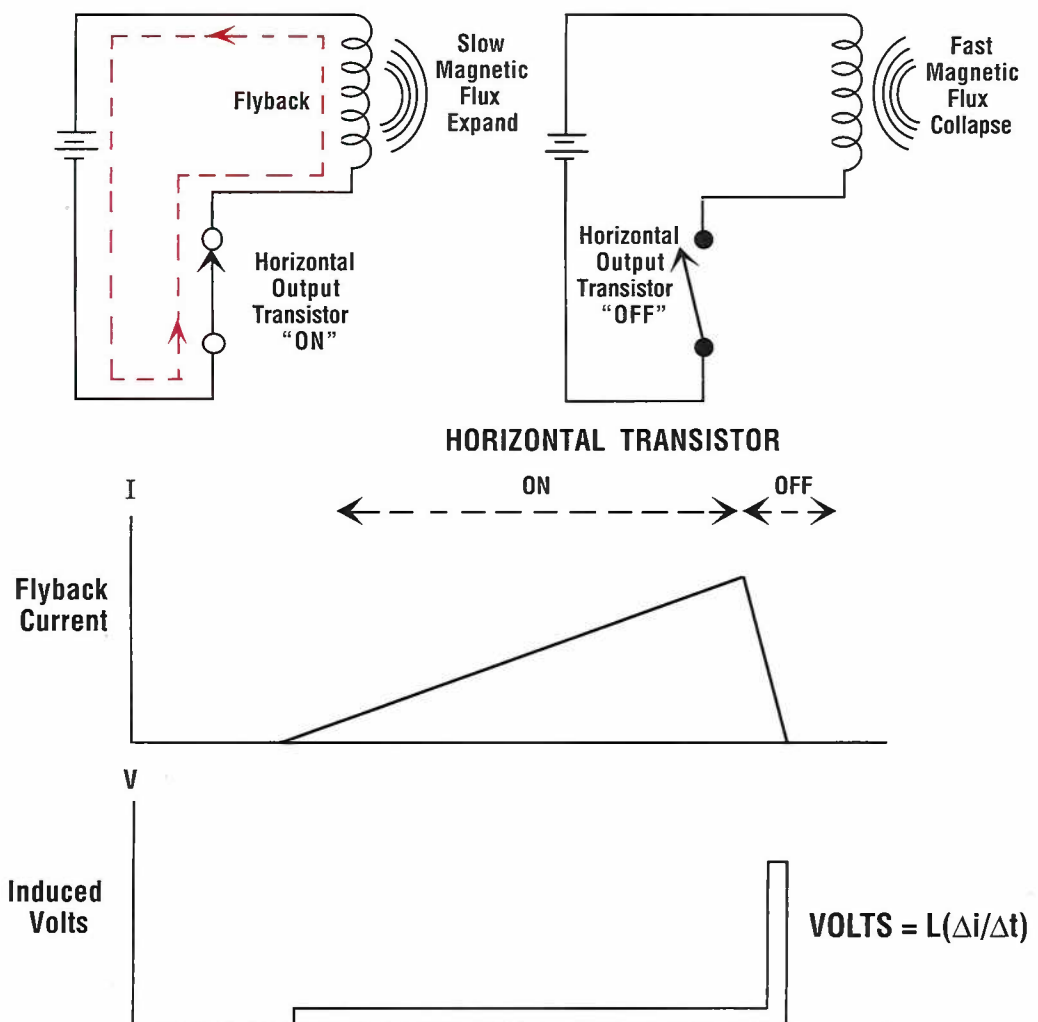 Slow
Magnetic
Flux
Expand
Flyback
Horizontal
Output
Transistor
“ON”
Fast
Magnetic
Flux
Collapse
Horizontal
Output
Transistor
“OFF”
HORIZONTAL TRANSISTOR
I
ON
OFF
Flyback
Current
V
Induced
Volts
VOLTS = L(Δi/Δt)